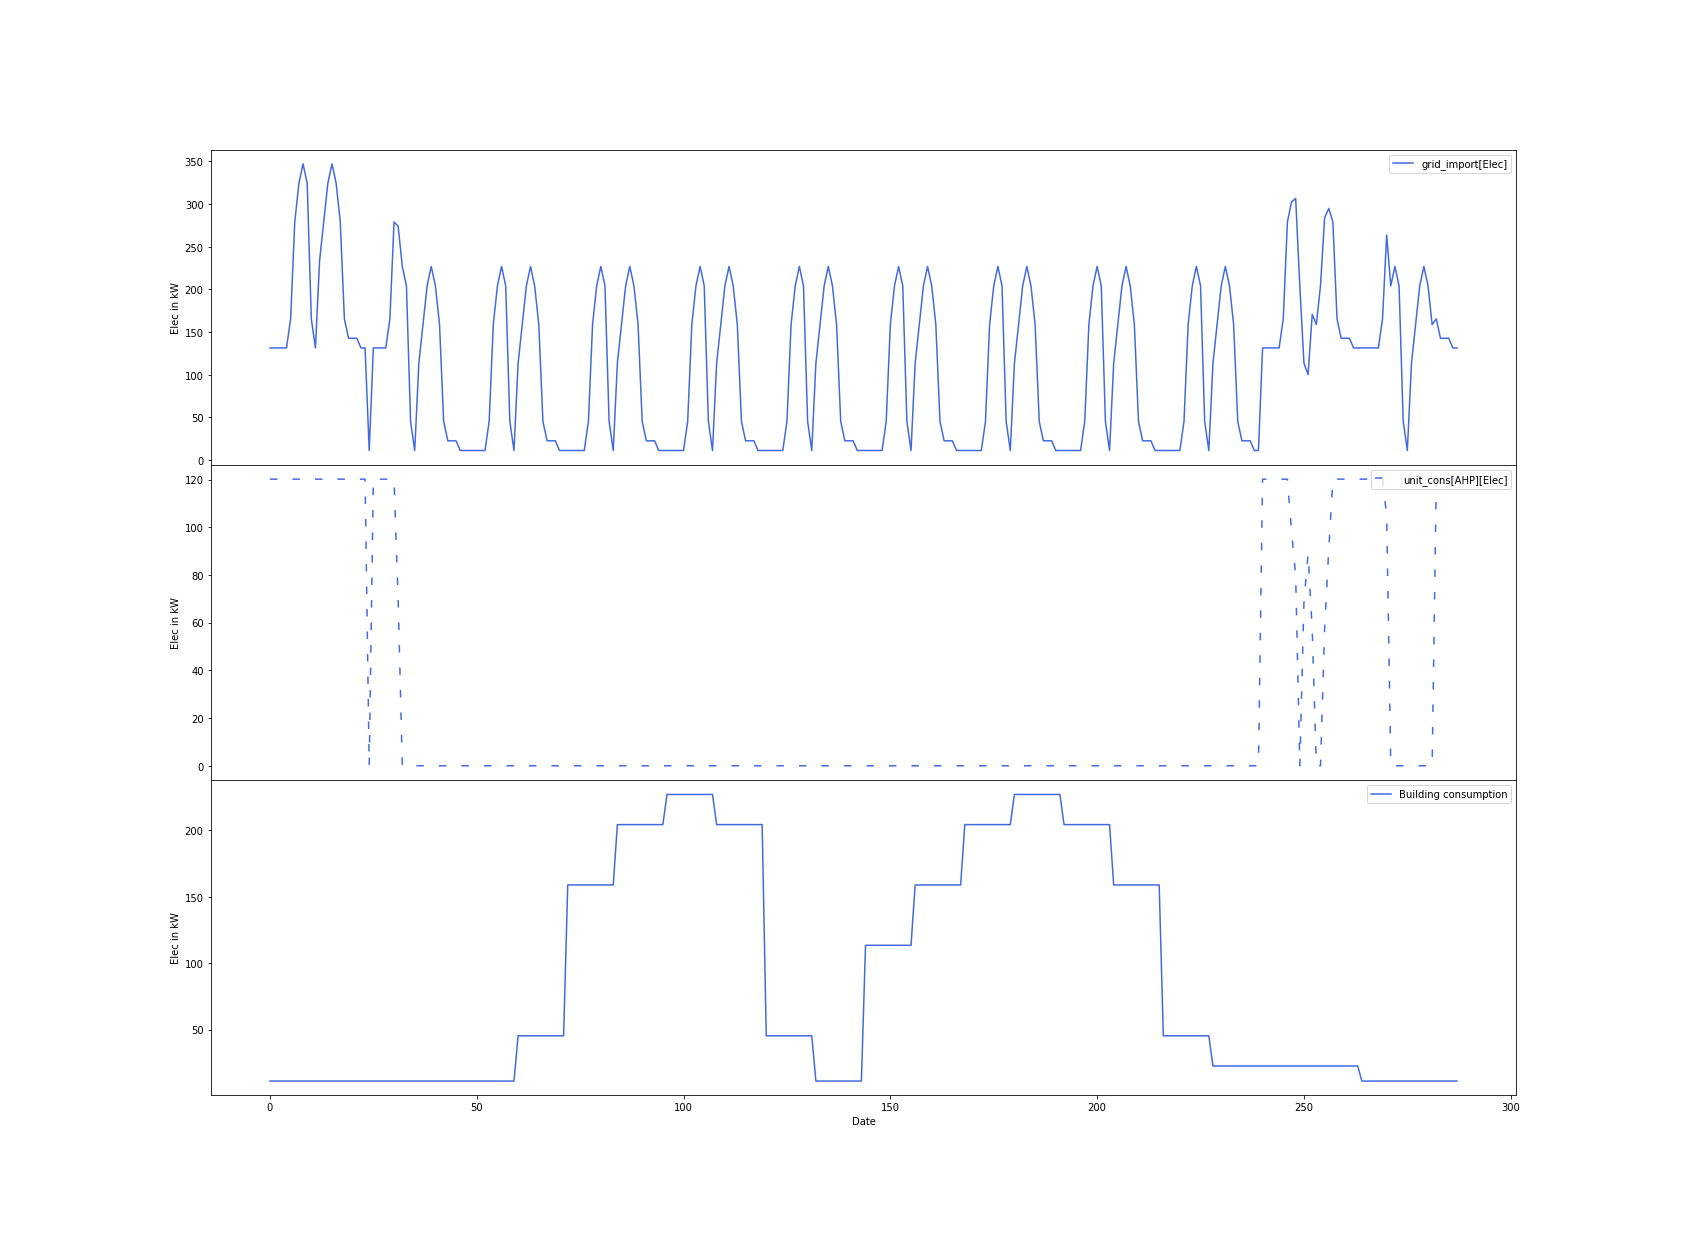 350
300
250
200
150
100
50
0
Elec in kW
grid_import[Elec]
120
100
80
60
40
20
0
Elec in kW
unit_cons[AHP][Elec]
200
150
100
50
Elec in kW
Building consumption
0 50 100 150 200 250 300
Date